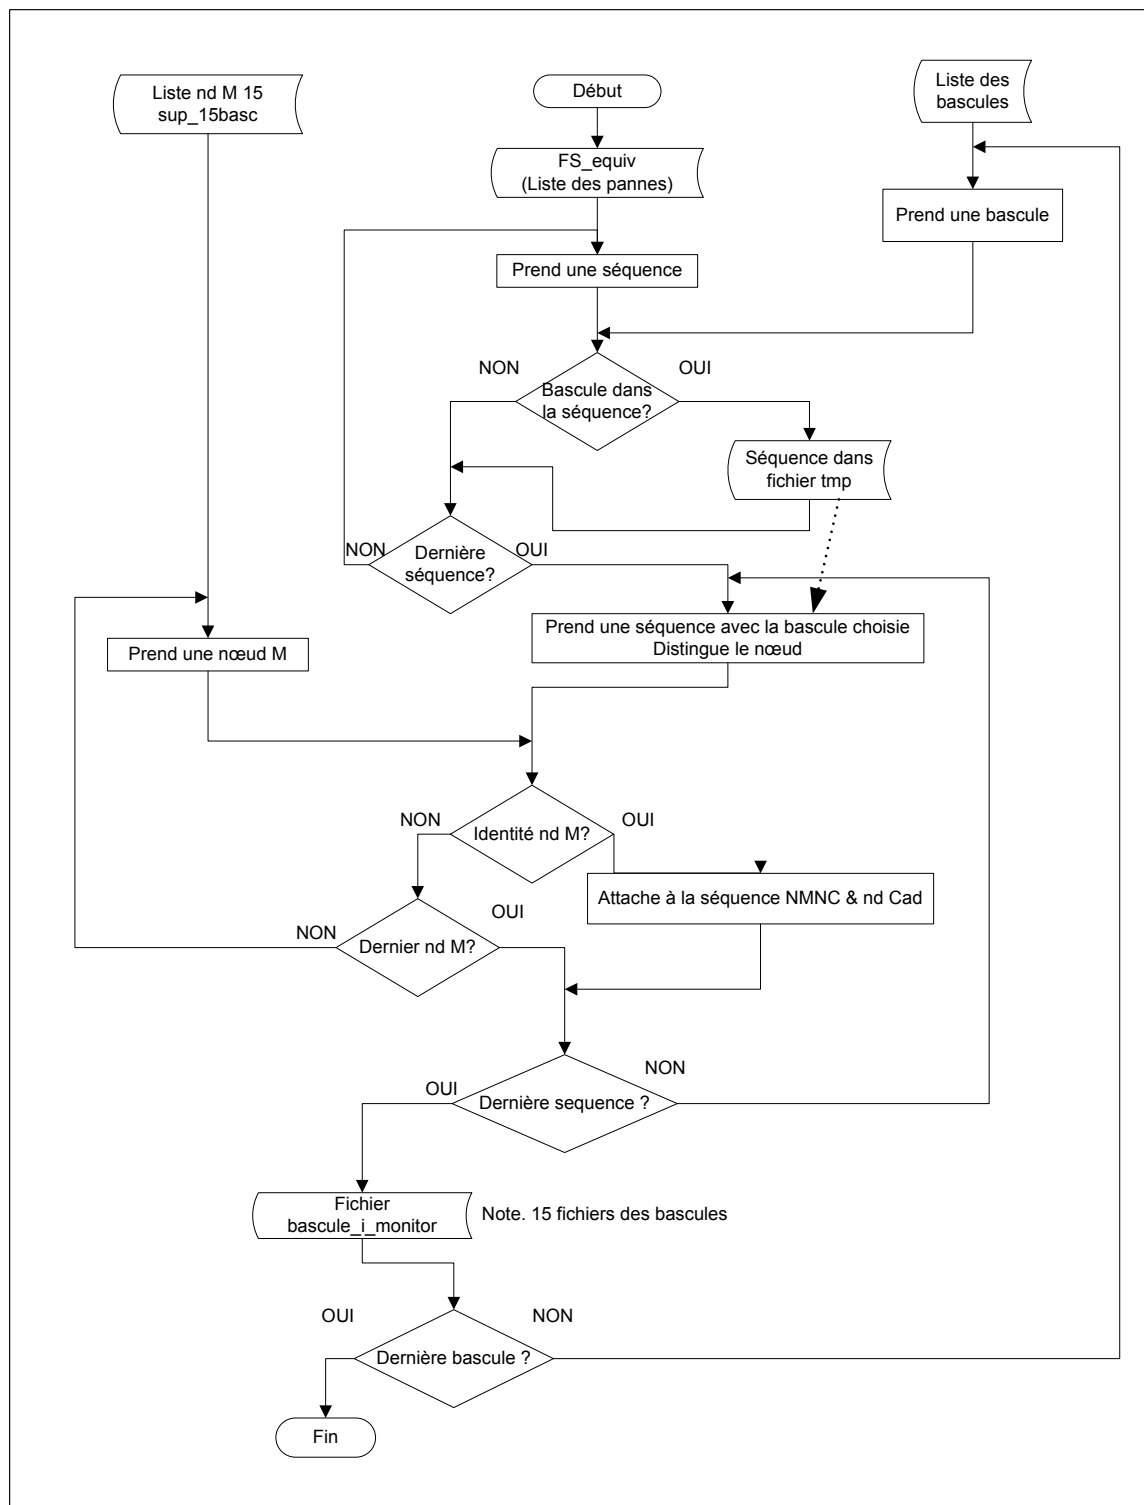 Liste nd M 15
sup_15basc
Début
Liste des
bascules
FS_equiv
(Liste des pannes)
Prend une bascule
Prend une séquence
NON
OUI
Bascule dans
la séquence?
Séquence dans
fichier tmp
NON
OUI
Dernière
séquence?
Prend une séquence avec la bascule choisie
Distingue le nœud
Prend une nœud M
NON
OUI
Identité nd M?
Attache à la séquence NMNC & nd Cad
OUI
NON
Dernier nd M?
NON
OUI
Dernière sequence ?
Fichier
bascule_i_monitor
Note. 15 fichiers des bascules
OUI
NON
Dernière bascule ?
Fin